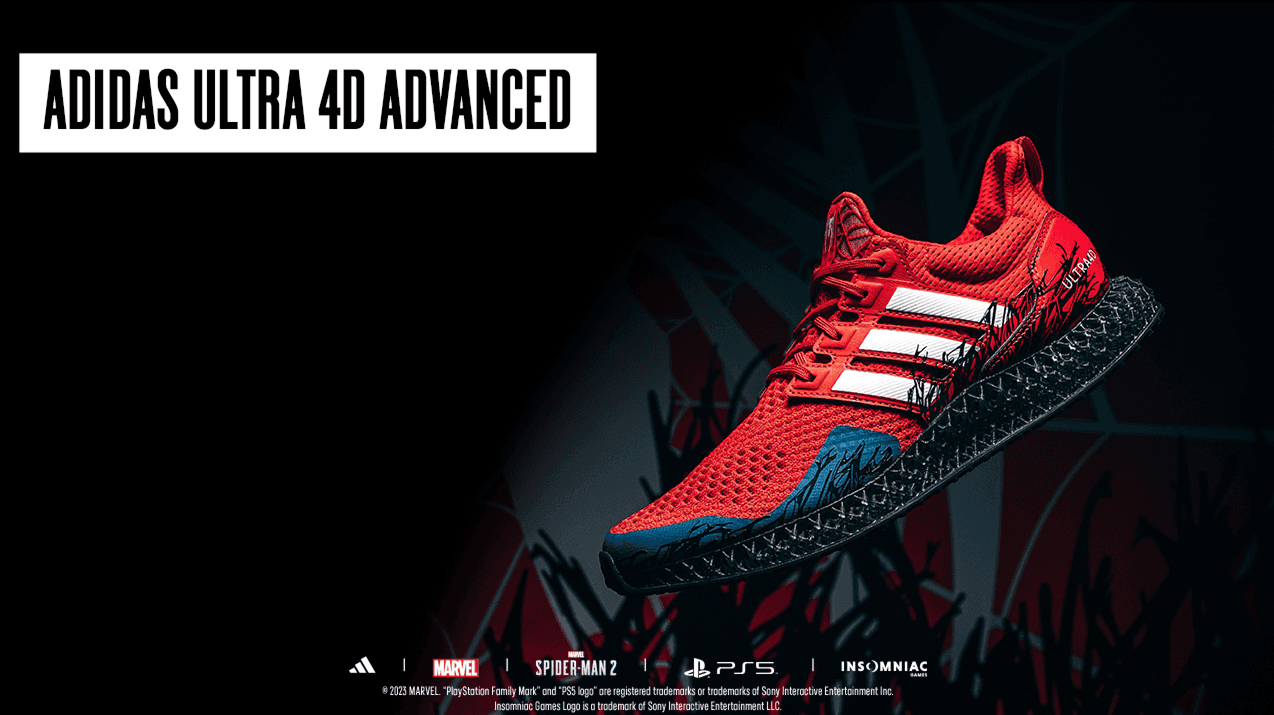 ADIDAS ULTRA 4D ADVANCED
ULTRA4D
MARVEL
MARVEL
SPIDER-MAN 2
PS5
INSOMNIAC
GAMES
© 2023 MARVEL. "PlayStation Family Mark" and "PS5 logo" are registered trademarks or trademarks of Sony Interactive Entertainment Inc.
Insomniac Games Logo is a trademark of Sony Interactive Entertainment LLC.